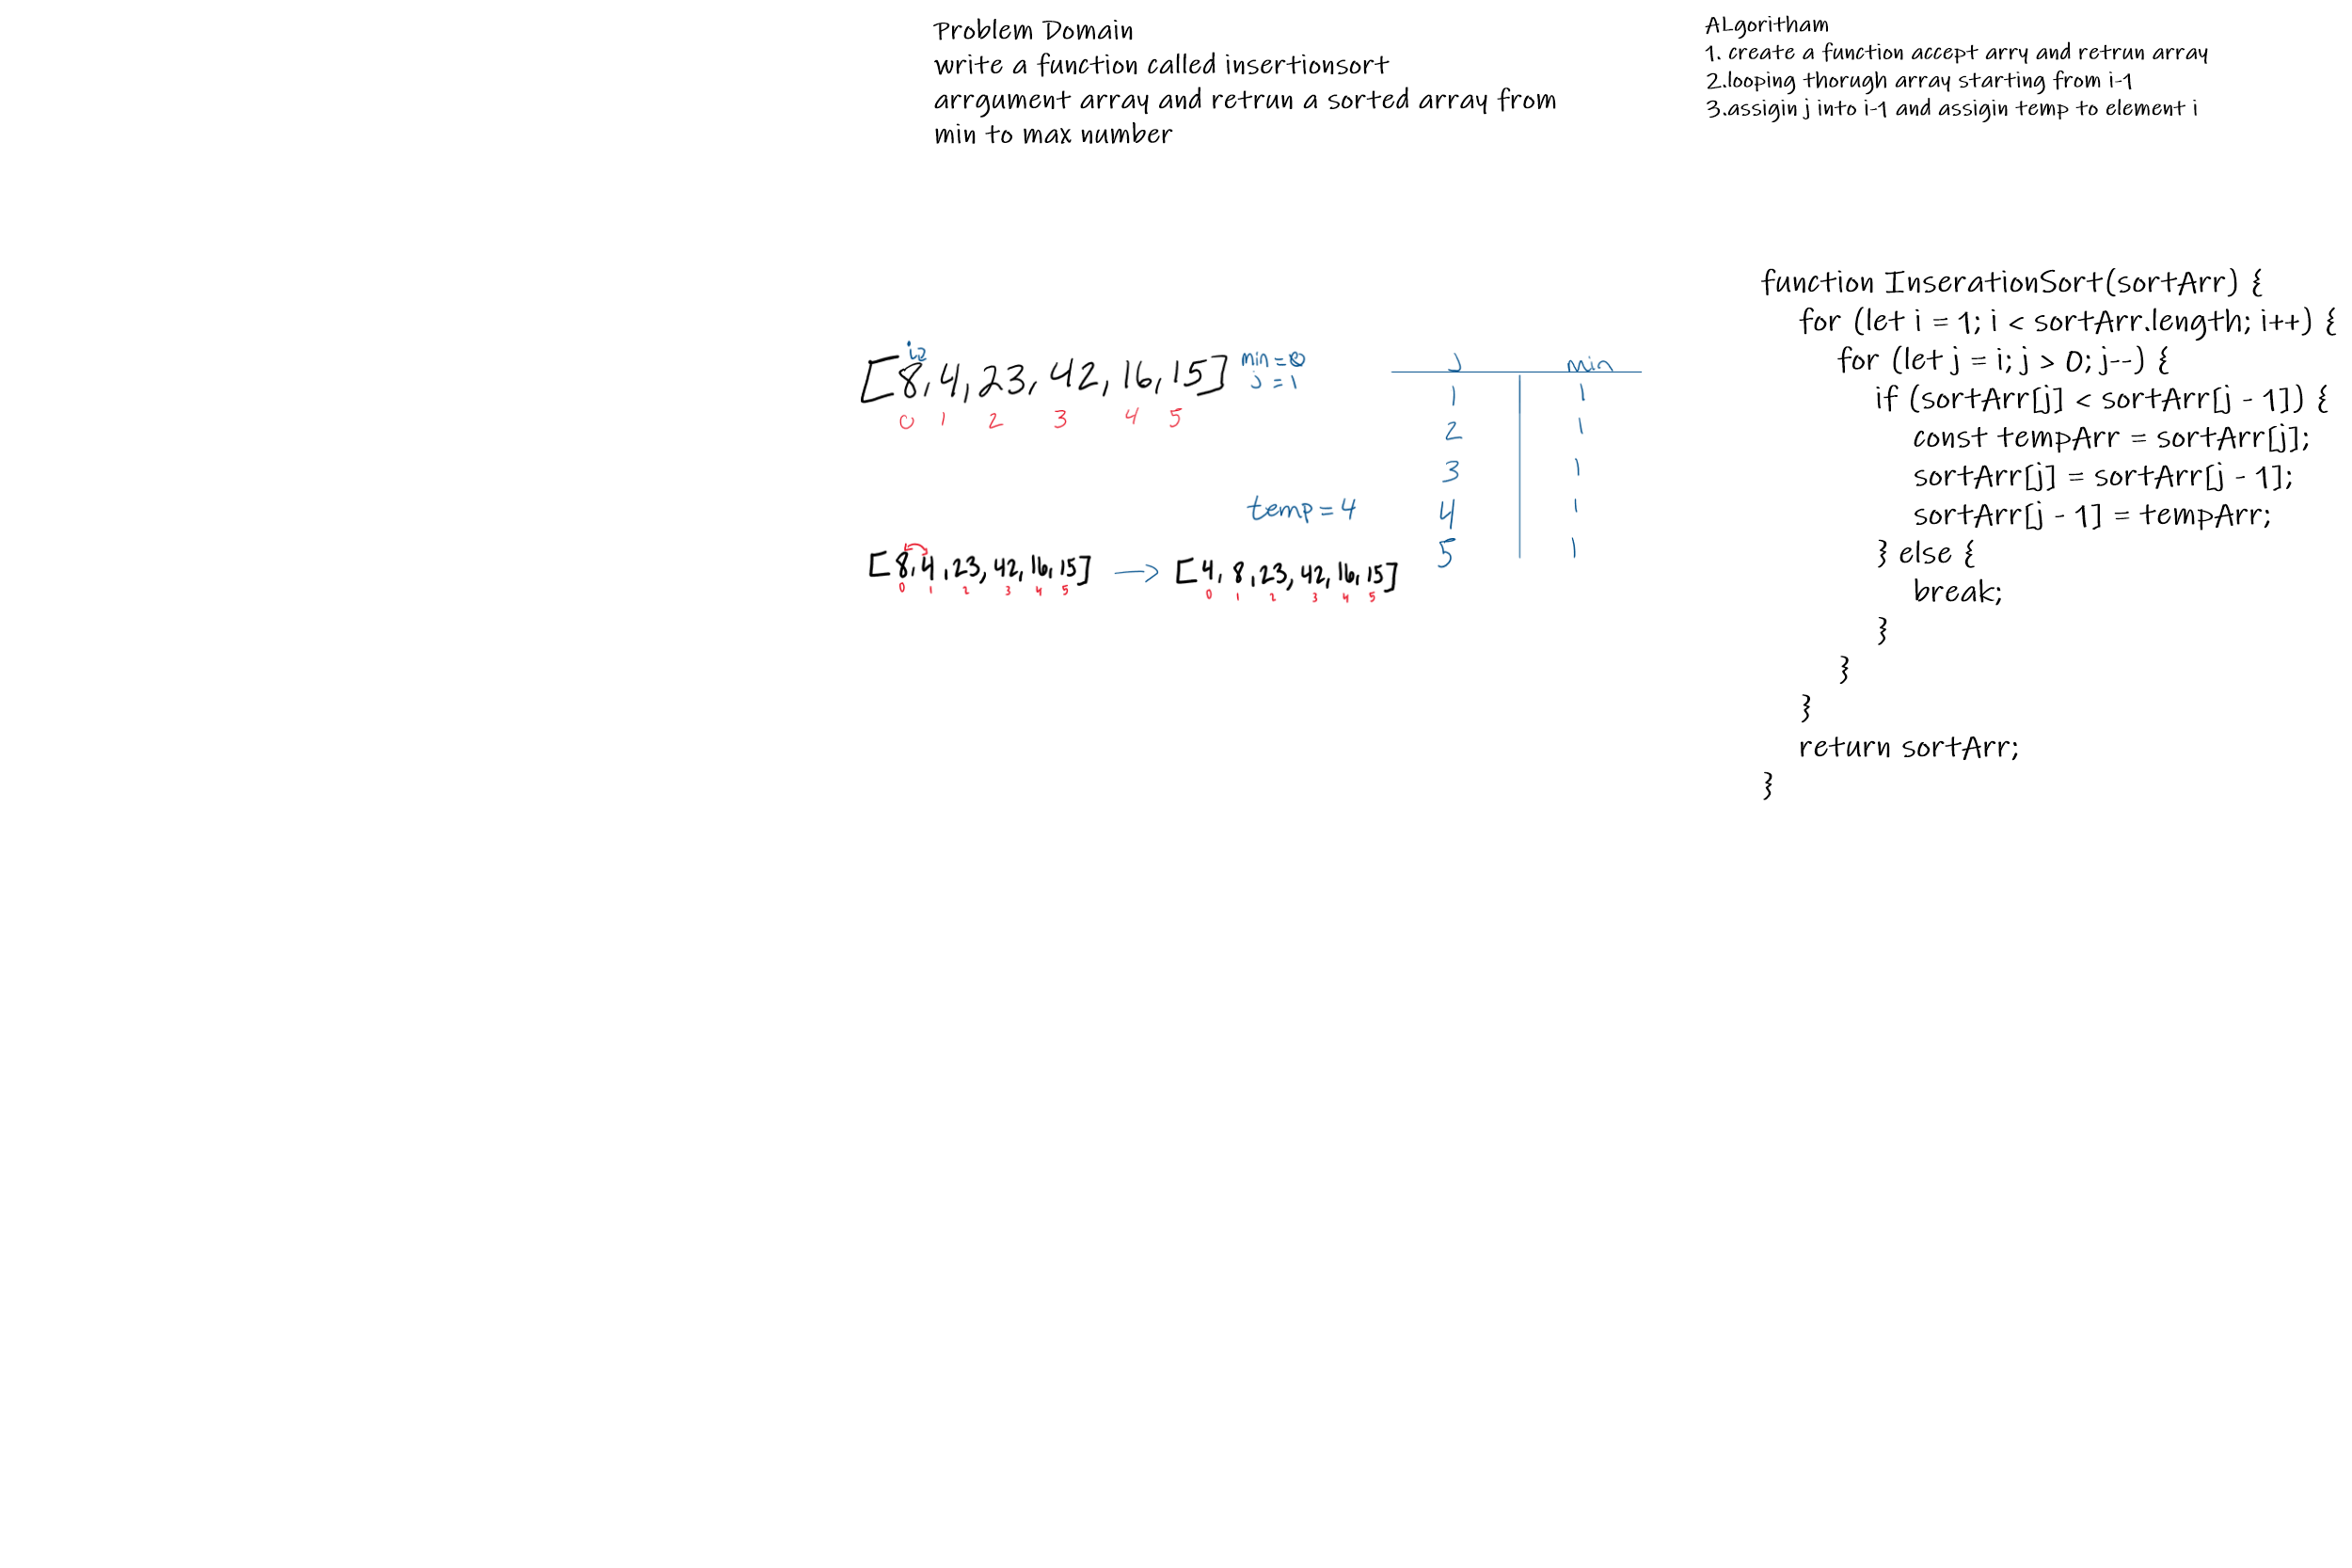 Problem Domain
write a function called insertionsort
arrgument array and retrun a sorted array from
min to max number
ALgoritham
1. create a function accept arry and retrun array
2.looping thorugh array starting from i-1
3.assigin j into i-1 and assigin temp to element i
[8,4,23,42,16,15]
0 1 2 3 4 5
min =
j = 1
j min
1 1
2 1
3 1
4 1
5 1
temp = 4
[8,4,23,42,16,15] → [4,8,23,42,16,15]
0 1 2 3 4 5 0 1 2 3 4 5
function InserationSort(sortArr) {
for (let i = 1; i < sortArr.length; i++) {
for (let j = i; j > 0; j--) {
if (sortArr[j] < sortArr[j - 1]) {
const tempArr = sortArr[j];
sortArr[j] = sortArr[j - 1];
sortArr[j - 1] = tempArr;
} else {
break;
}
}
}
return sortArr;
}